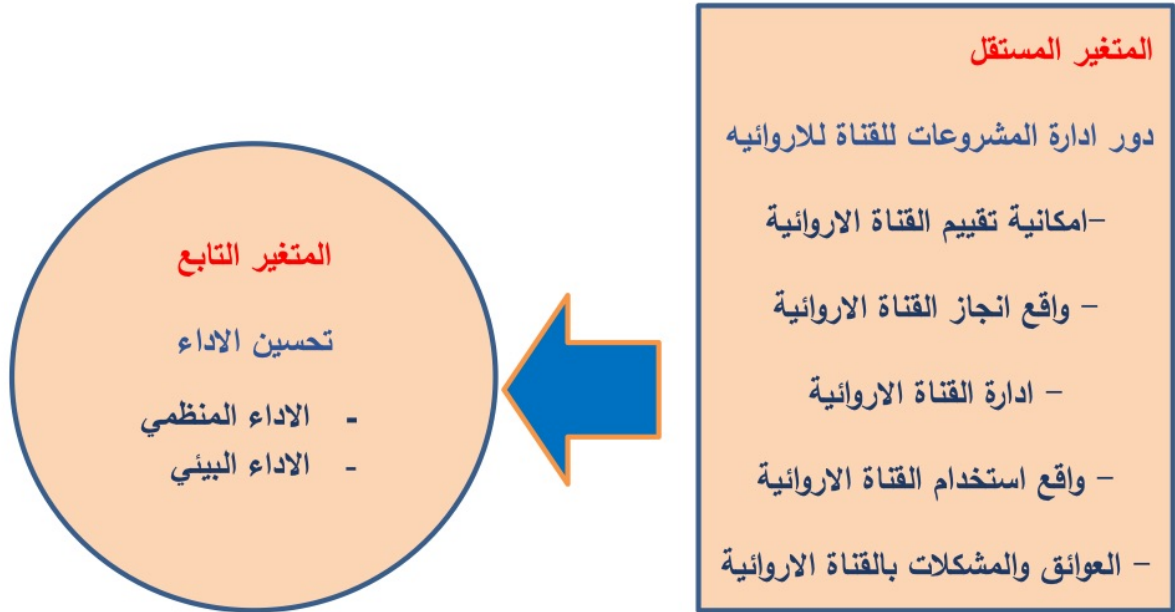 المتغير المستقل
دور ادارة المشروعات للقناة للاروائيه
–امكانية تقييم القناة الاروائية
– واقع انجاز القناة الاروائية
– ادارة القناة الاروائية
– واقع استخدام القناة الاروائية
– العوائق والمشكلات بالقناة الاروائية
المتغير التابع
تحسين الاداء
- الاداء المنظمي
- الاداء البيئي